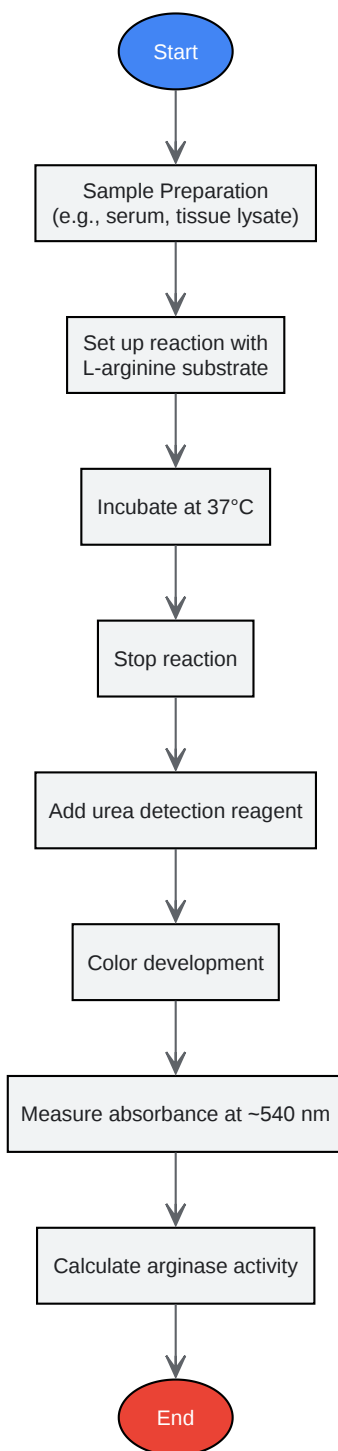 Start
Sample Preparation
(e.g., serum, tissue lysate)
Set up reaction with
L-arginine substrate
Incubate at 37°C
Stop reaction
Add urea detection reagent
Color development
Measure absorbance at ~540 nm
Calculate arginase activity
End